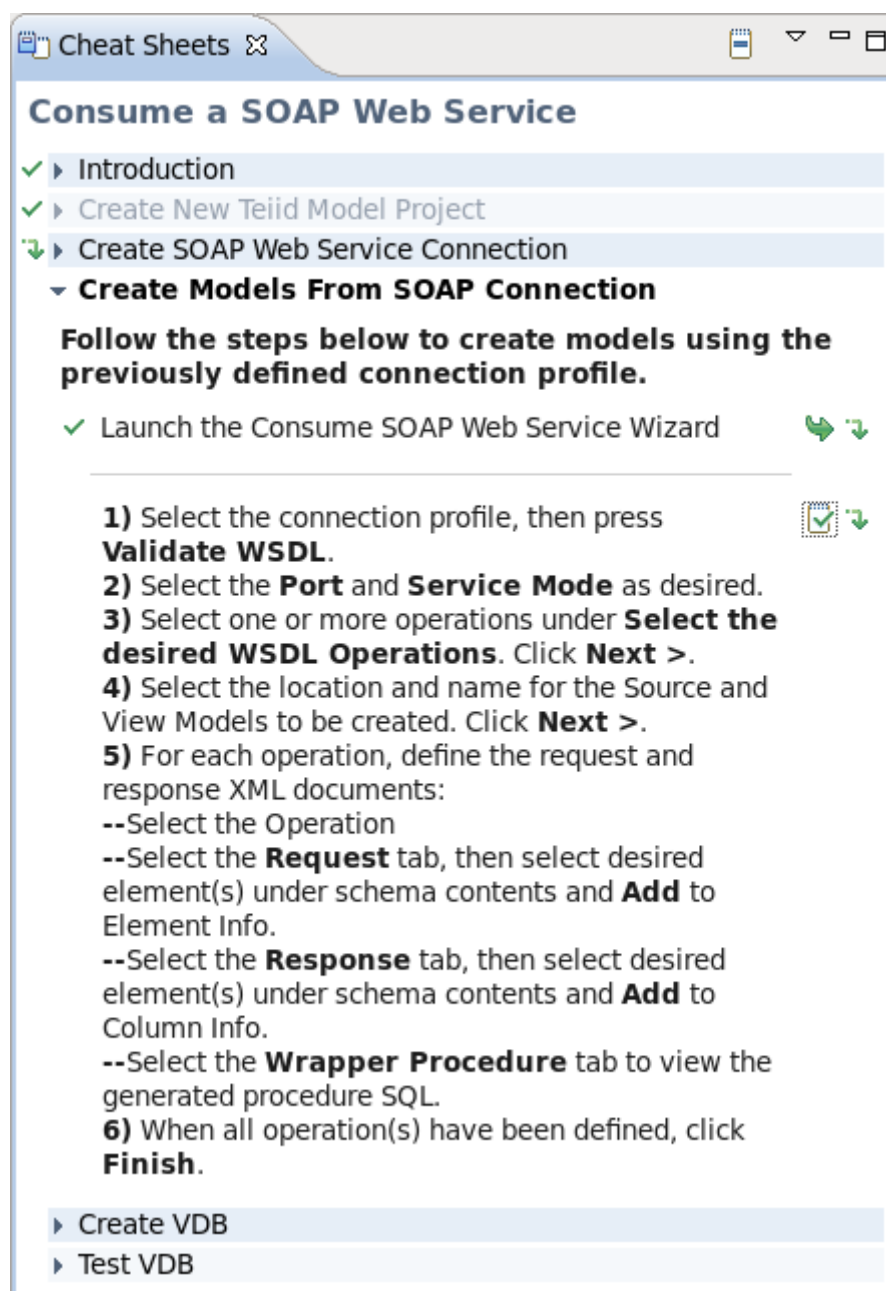 Cheat Sheets
Consume a SOAP Web Service
Introduction
Create New Teiid Model Project
Create SOAP Web Service Connection
Create Models From SOAP Connection
Follow the steps below to create models using the
previously defined connection profile.
Launch the Consume SOAP Web Service Wizard
1) Select the connection profile, then press
Validate WSDL.
2) Select the Port and Service Mode as desired.
3) Select one or more operations under Select the
desired WSDL Operations. Click Next >.
4) Select the location and name for the Source and
View Models to be created. Click Next >.
5) For each operation, define the request and
response XML documents:
--Select the Operation
--Select the Request tab, then select desired
element(s) under schema contents and Add to
Element Info.
--Select the Response tab, then select desired
element(s) under schema contents and Add to
Column Info.
--Select the Wrapper Procedure tab to view the
generated procedure SQL.
6) When all operation(s) have been defined, click
Finish.
Create VDB
Test VDB